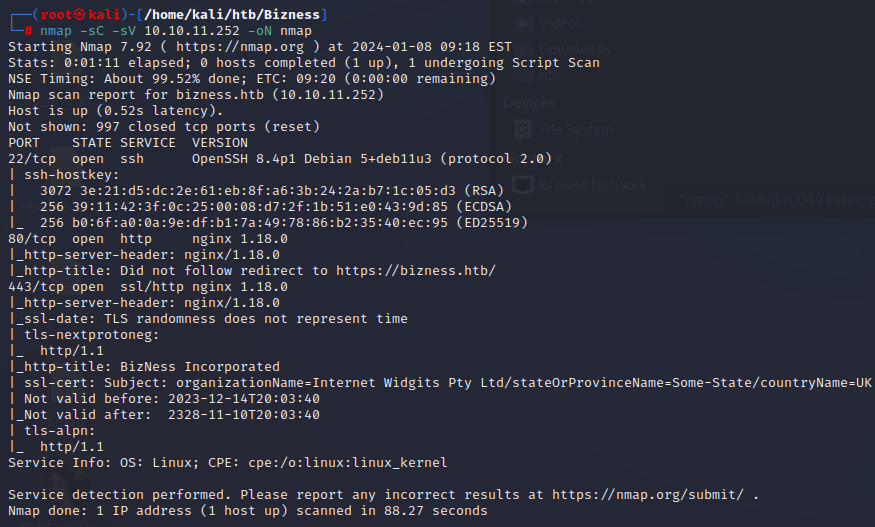 ┌──(root㉿kali)-[/home/kali/htb/Bizness]
└─# nmap -sC -sV 10.10.11.252 -oN nmap
Starting Nmap 7.92 ( https://nmap.org ) at 2024-01-08 09:18 EST
Stats: 0:01:11 elapsed; 0 hosts completed (1 up), 1 undergoing Script Scan
NSE Timing: About 99.52% done; ETC: 09:20 (0:00:00 remaining)
Nmap scan report for bizness.htb (10.10.11.252)
Host is up (0.52s latency).
Not shown: 997 closed tcp ports (reset)
PORT    STATE SERVICE  VERSION
22/tcp  open  ssh      OpenSSH 8.4p1 Debian 5+deb11u3 (protocol 2.0)
| ssh-hostkey:
|   3072 3e:21:d5:dc:2e:61:eb:8f:a6:3b:24:2a:b7:1c:05:d3 (RSA)
|   256 39:11:42:3f:0c:25:00:08:d7:2f:1b:51:e0:43:9d:85 (ECDSA)
|_  256 b0:6f:a0:0a:9e:df:b1:7a:49:78:86:b2:35:40:ec:95 (ED25519)
80/tcp  open  http     nginx 1.18.0
|_http-server-header: nginx/1.18.0
|_http-title: Did not follow redirect to https://bizness.htb/
443/tcp open  ssl/http nginx 1.18.0
|_http-server-header: nginx/1.18.0
|_ssl-date: TLS randomness does not represent time
| tls-nextprotoneg:
|_  http/1.1
|_http-title: BizNess Incorporated
| ssl-cert: Subject: organizationName=Internet Widgits Pty Ltd/stateOrProvinceName=Some-State/countryName=UK
| Not valid before: 2023-12-14T20:03:40
|_Not valid after:  2328-11-10T20:03:40
| tls-alpn:
|_  http/1.1
Service Info: OS: Linux; CPE: cpe:/o:linux:linux_kernel
Service detection performed. Please report any incorrect results at https://nmap.org/submit/ .
Nmap done: 1 IP address (1 host up) scanned in 88.27 seconds
Videos
Downloads
htb
Devices
File System
Browse Network